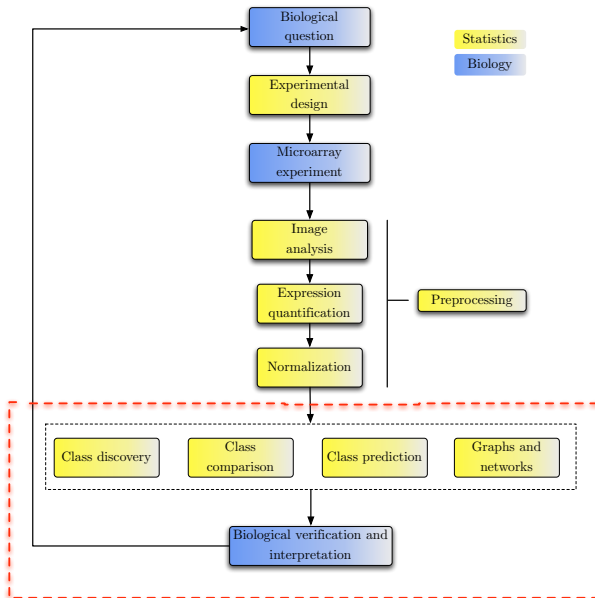 Biological
question
Statistics
Biology
Experimental
design
Microarray
experiment
Image
analysis
Expression
quantification
Preprocessing
Normalization
Class discovery
Class
comparison
Class prediction
Graphs and
networks
Biological verification and
interpretation